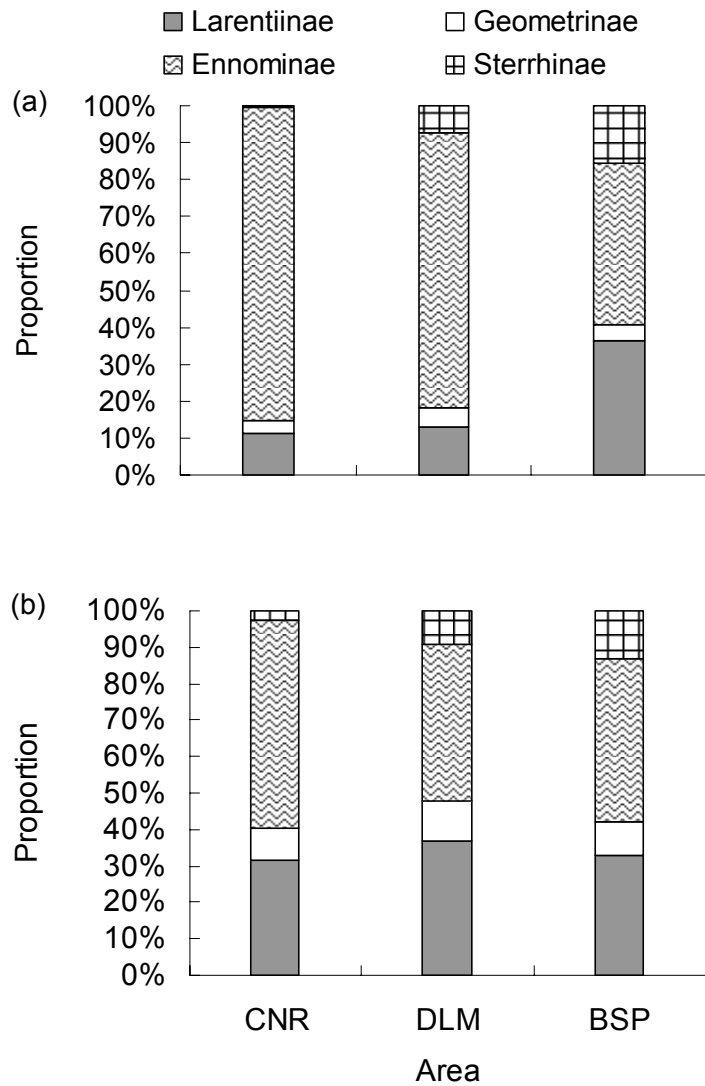 Larentiinae Geometrinae
Ennominae Sterrhinae
(a)
100%
90%
80%
70%
60%
50%
40%
30%
20%
10%
0%
Proportion
(b)
100%
90%
80%
70%
60%
50%
40%
30%
20%
10%
0%
Proportion
CNR DLM BSP
Area